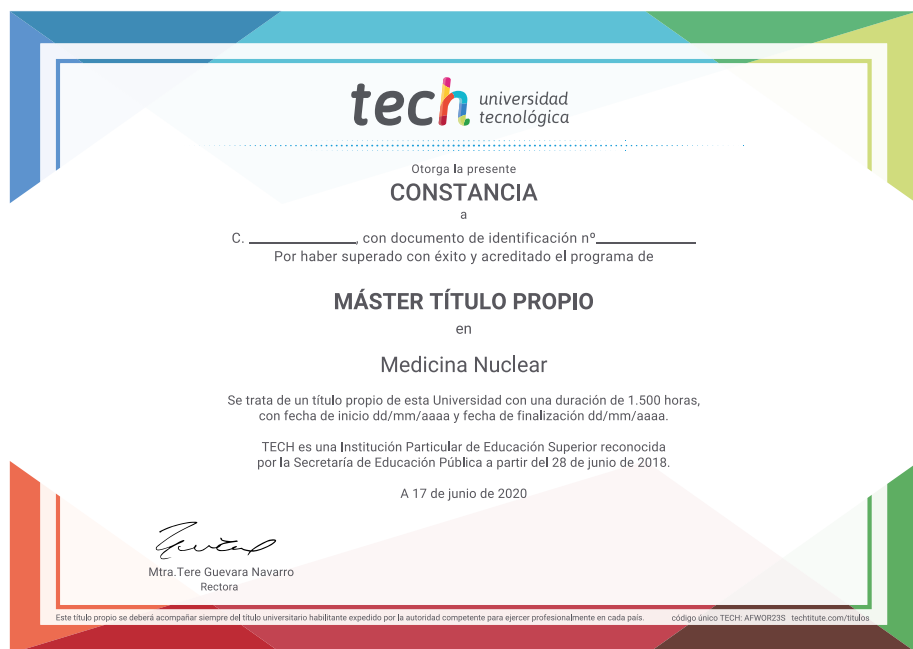 tech universidad
tecnológica
Otorga la presente
CONSTANCIA
a
C. ____________, con documento de identificación nº____________
Por haber superado con éxito y acreditado el programa de
MÁSTER TÍTULO PROPIO
en
Medicina Nuclear
Se trata de un título propio de esta Universidad con una duración de 1.500 horas,
con fecha de inicio dd/mm/aaaa y fecha de finalización dd/mm/aaaa.
TECH es una Institución Particular de Educación Superior reconocida
por la Secretaría de Educación Pública a partir del 28 de junio de 2018.
A 17 de junio de 2020
Mtra.Tere Guevara Navarro
Rectora
Este título propio se deberá acompañar siempre del título universitario habilitante expedido por la autoridad competente para ejercer profesionalmente en cada país. código único TECH: AFWOR23S techtitute.com/titulos